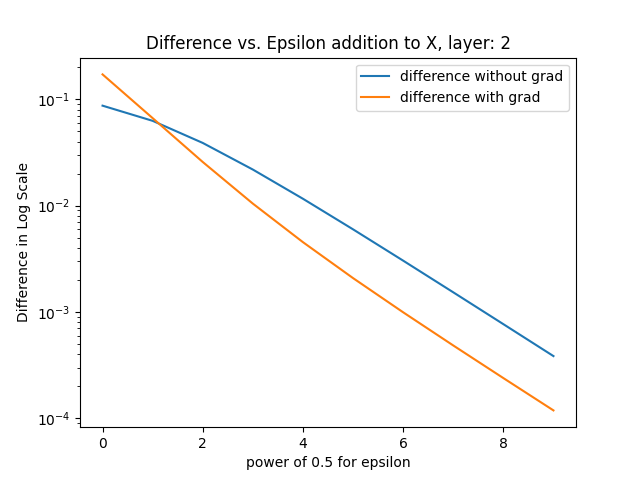 Difference vs. Epsilon addition to X, layer: 2
difference without grad
difference with grad
10⁻¹
10⁻²
10⁻³
10⁻⁴
Difference in Log Scale
0 2 4 6 8
power of 0.5 for epsilon